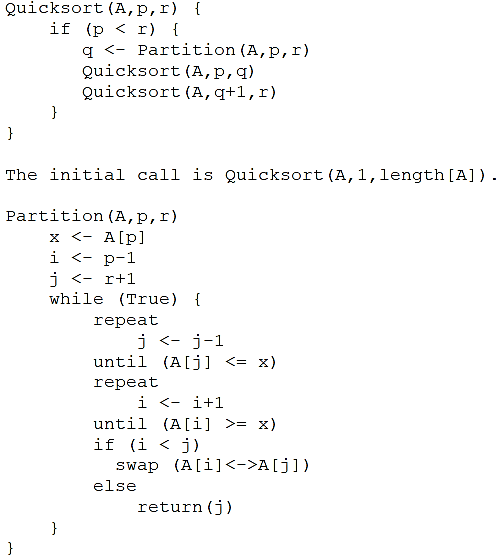 Quicksort(A,p,r) {
    if (p < r) {
       q <- Partition(A,p,r)
       Quicksort(A,p,q)
       Quicksort(A,q+1,r)
    }
}
The initial call is Quicksort(A,1,length[A]).
Partition(A,p,r)
    x <- A[p]
    i <- p-1
    j <- r+1
    while (True) {
        repeat
            j <- j-1
        until (A[j] <= x)
        repeat
            i <- i+1
        until (A[i] >= x)
        if (i < j)
          swap (A[i]<->A[j])
        else
            return(j)
    }
}